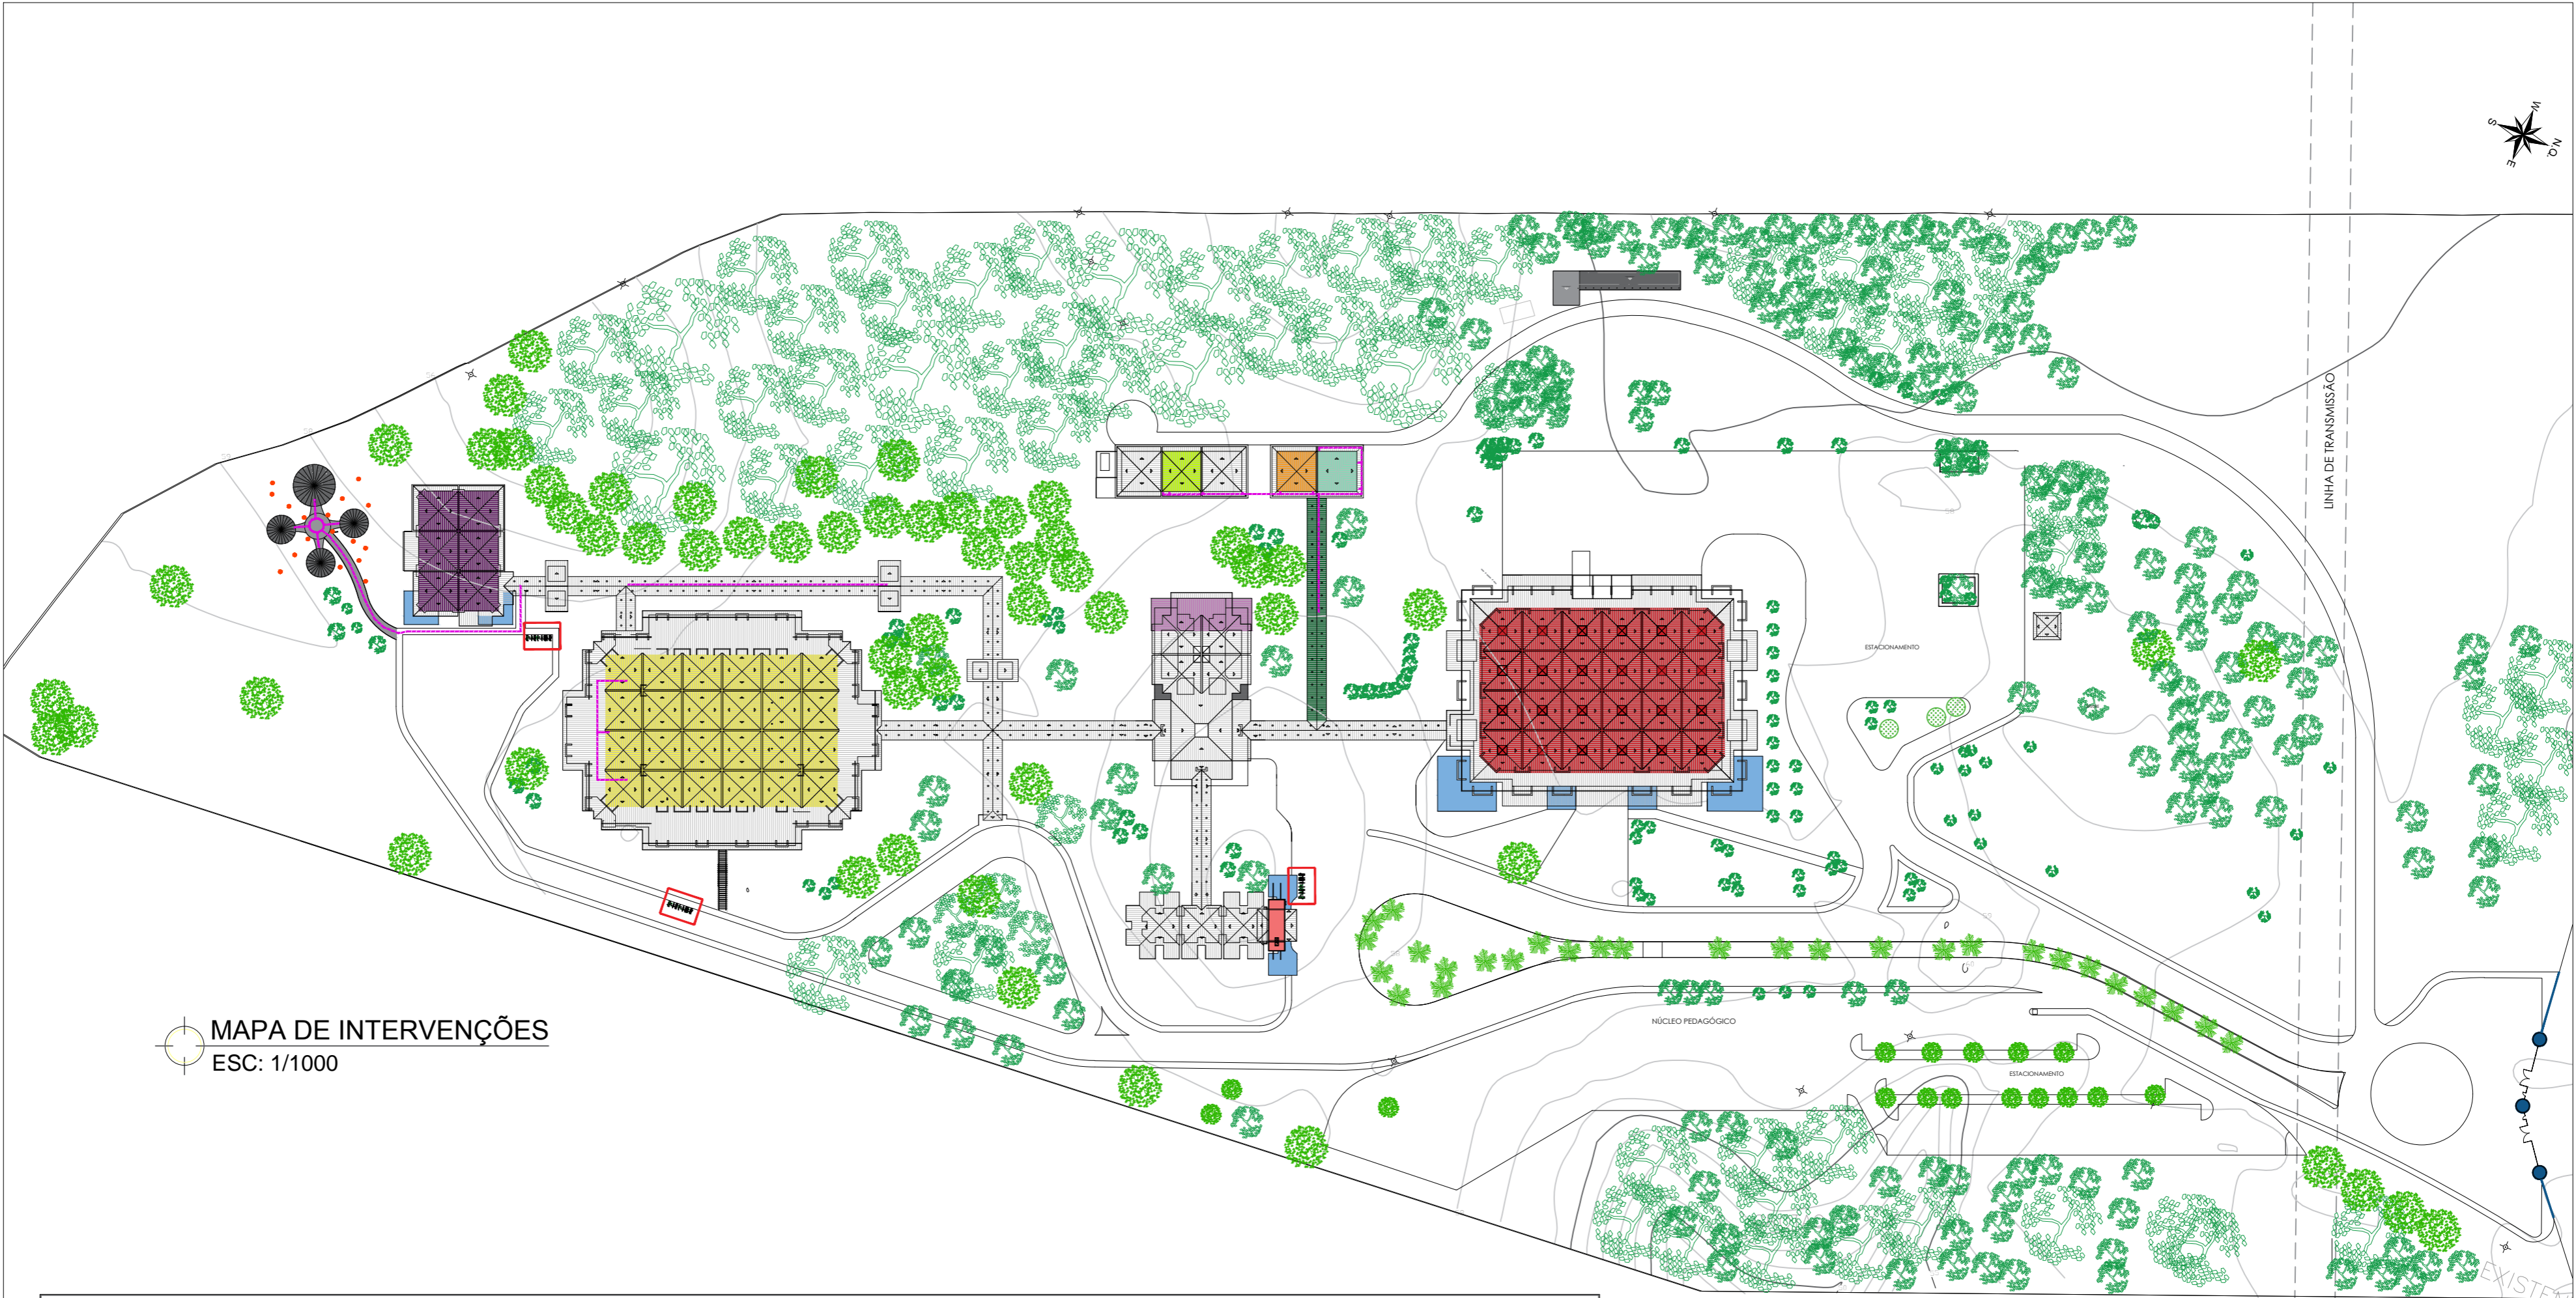 W
S
N.Q.
E
LINHA DE TRANSMISSÃO
ESTACIONAMENTO
MAPA DE INTERVENÇÕES
ESC: 1/1000
NÚCLEO PEDAGÓGICO
ESTACIONAMENTO